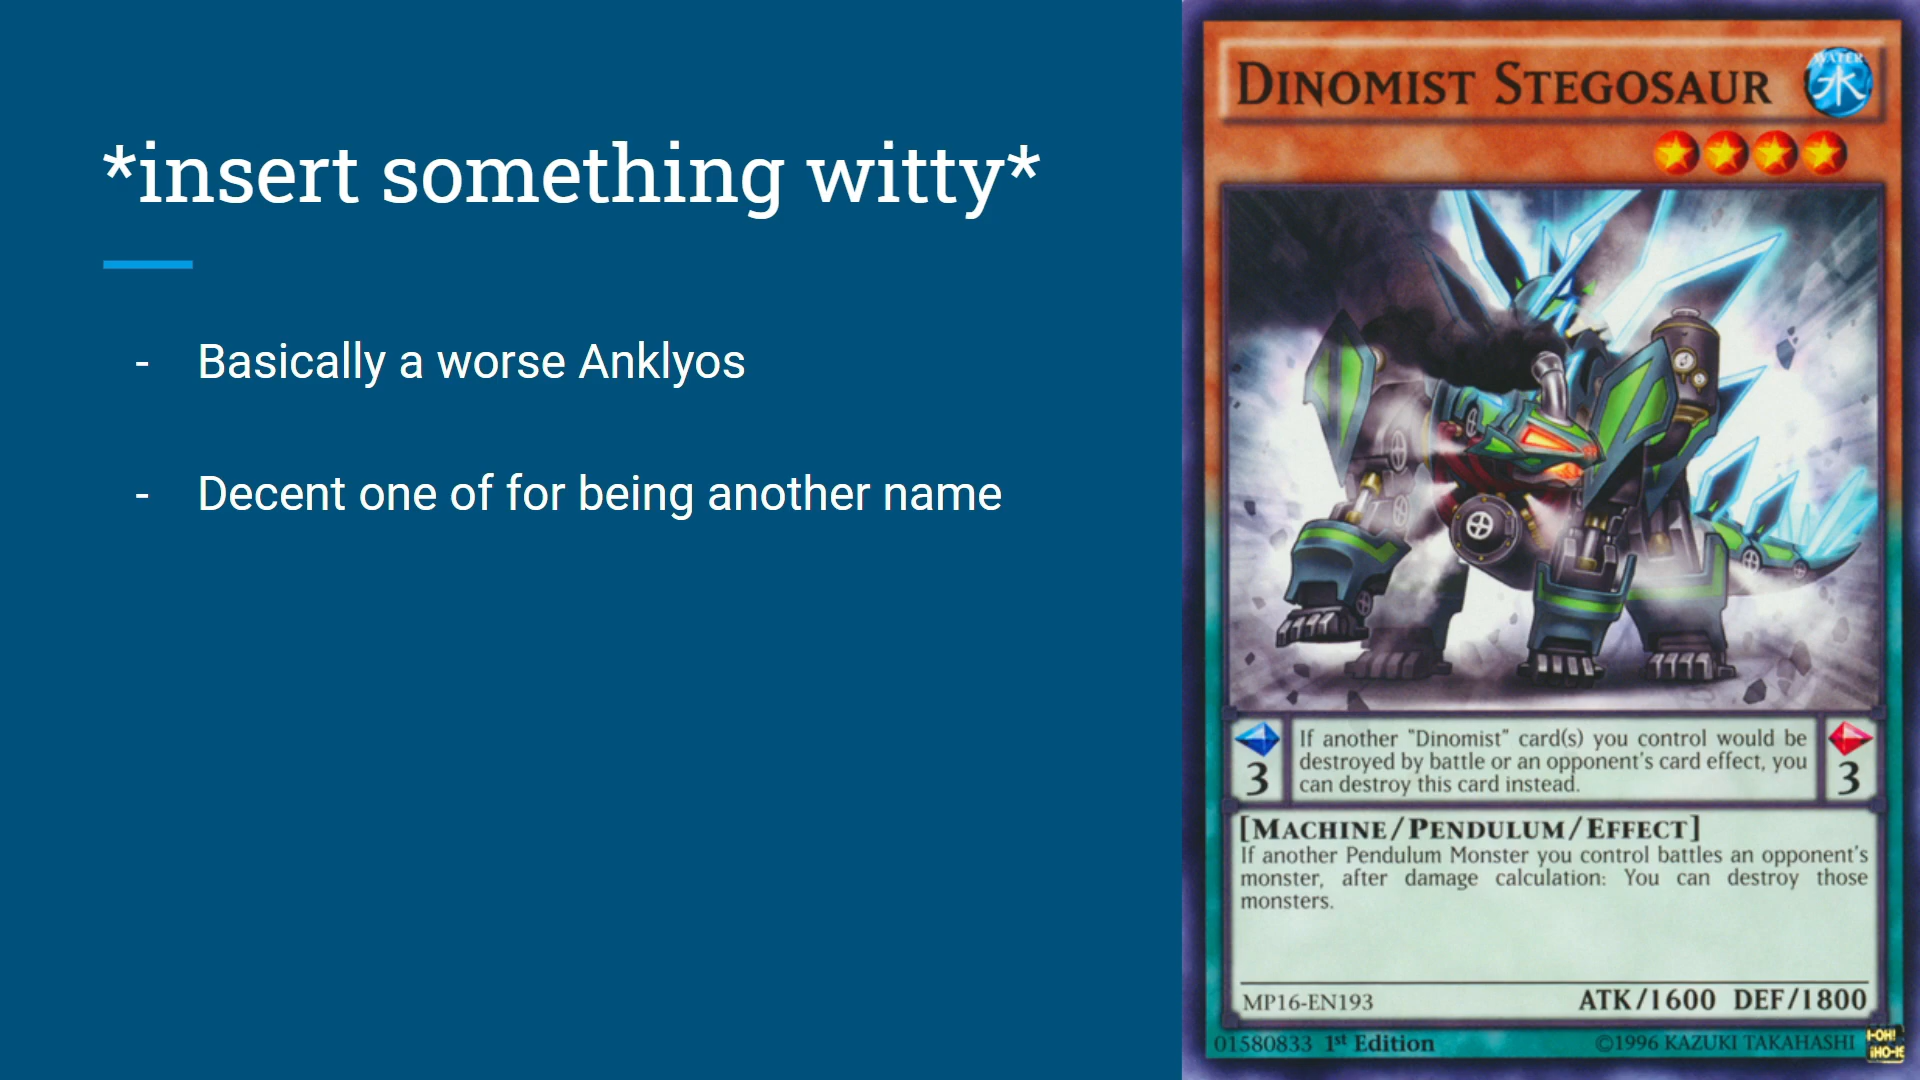 *insert something witty*
- Basically a worse Anklyos
- Decent one of for being another name
DINOMIST STEGOSAUR
WATER
水
If another "Dinomist" card(s) you control would be
destroyed by battle or an opponent's card effect, you
can destroy this card instead.
3
3
[MACHINE/PENDULUM/EFFECT]
If another Pendulum Monster you control battles an opponent's
monster, after damage calculation: You can destroy those
monsters.
MP16-EN193
ATK/1600 DEF/1800
01580833 1st Edition
©1996 KAZUKI TAKAHASHI